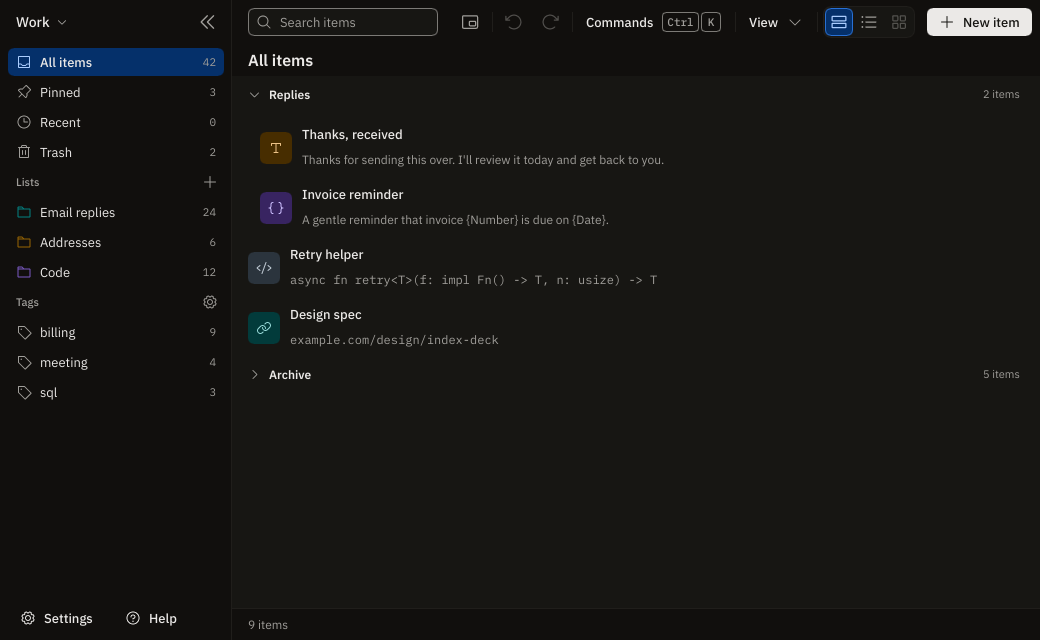 Work
Search items
Commands Ctrl K
View
New item
All items 42
Pinned 3
Recent 0
Trash 2
Lists
Email replies 24
Addresses 6
Code 12
Tags
billing 9
meeting 4
sql 3
Settings
Help
All items
Replies 2 items
T
Thanks, received
Thanks for sending this over. I'll review it today and get back to you.
{ }
Invoice reminder
A gentle reminder that invoice {Number} is due on {Date}.
</>
Retry helper
async fn retry<T>(f: impl Fn() -> T, n: usize) -> T
Design spec
example.com/design/index-deck
Archive 5 items
9 items